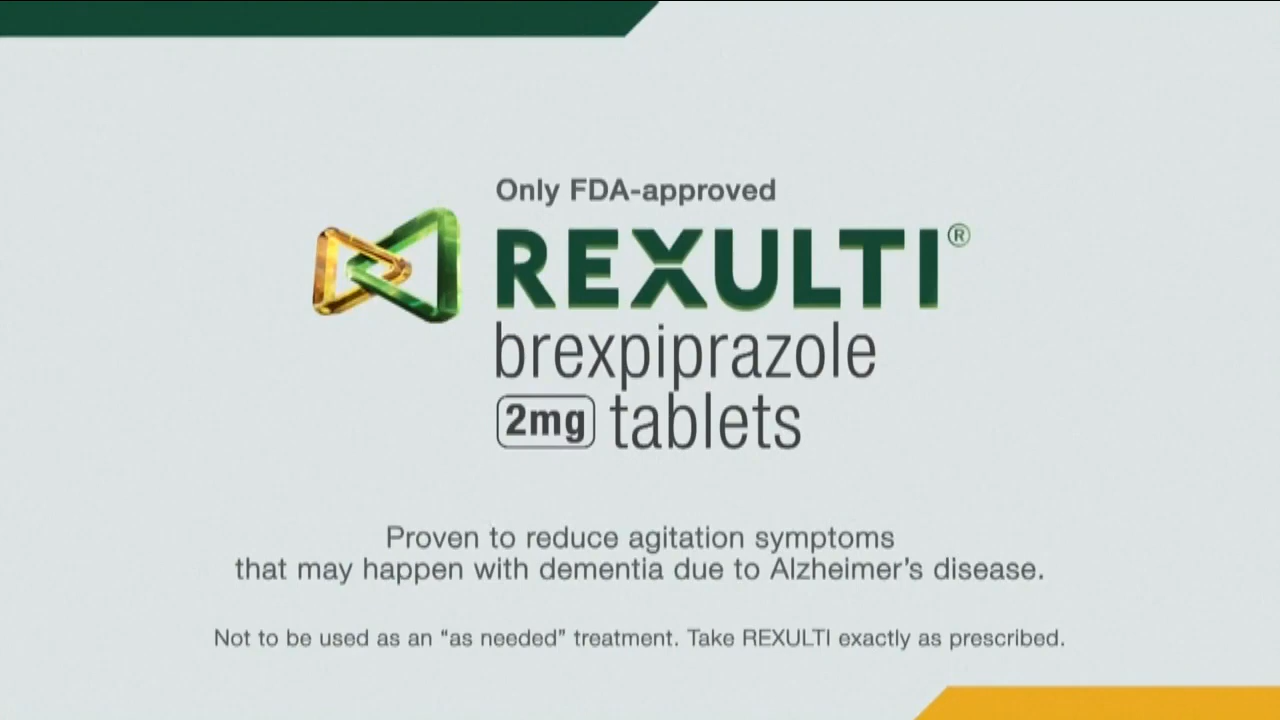 Only FDA-approved
REXULTI®
brexpiprazole
2mg tablets
Proven to reduce agitation symptoms
that may happen with dementia due to Alzheimer's disease.
Not to be used as an “as needed” treatment. Take REXULTI exactly as prescribed.